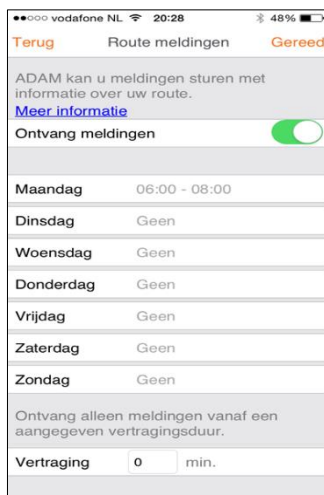 vodafone NL 20:28 48%
Terug Route meldingen Gereed
ADAM kan u meldingen sturen met
informatie over uw route.
Meer informatie
Ontvang meldingen
Maandag 06:00 - 08:00
Dinsdag Geen
Woensdag Geen
Donderdag Geen
Vrijdag Geen
Zaterdag Geen
Zondag Geen
Ontvang alleen meldingen vanaf een
aangegeven vertragingsduur.
Vertraging 0 min.